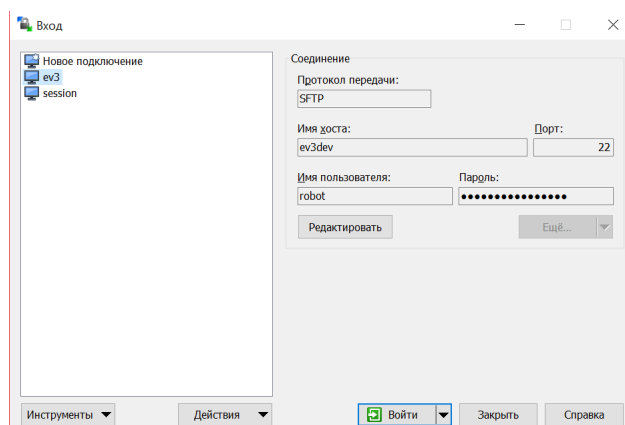 Вход
Новое подключение
ev3
session
Соединение
Протокол передачи:
SFTP
Имя хоста:
Порт:
ev3dev
22
Имя пользователя:
Пароль:
robot
••••••••••••••••
Редактировать
Ещё...
Инструменты
Действия
Войти
Закрыть
Справка